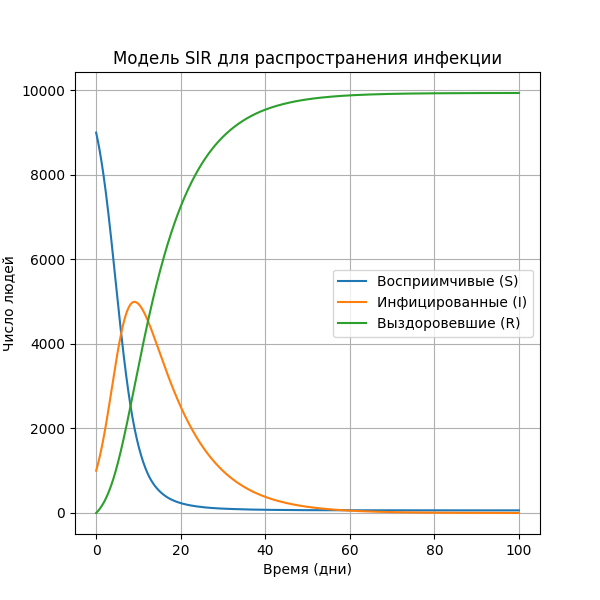 Модель SIR для распространения инфекции
Число людей
10000
8000
6000
4000
2000
0
Восприимчивые (S)
Инфицированные (I)
Выздоровевшие (R)
0 20 40 60 80 100
Время (дни)